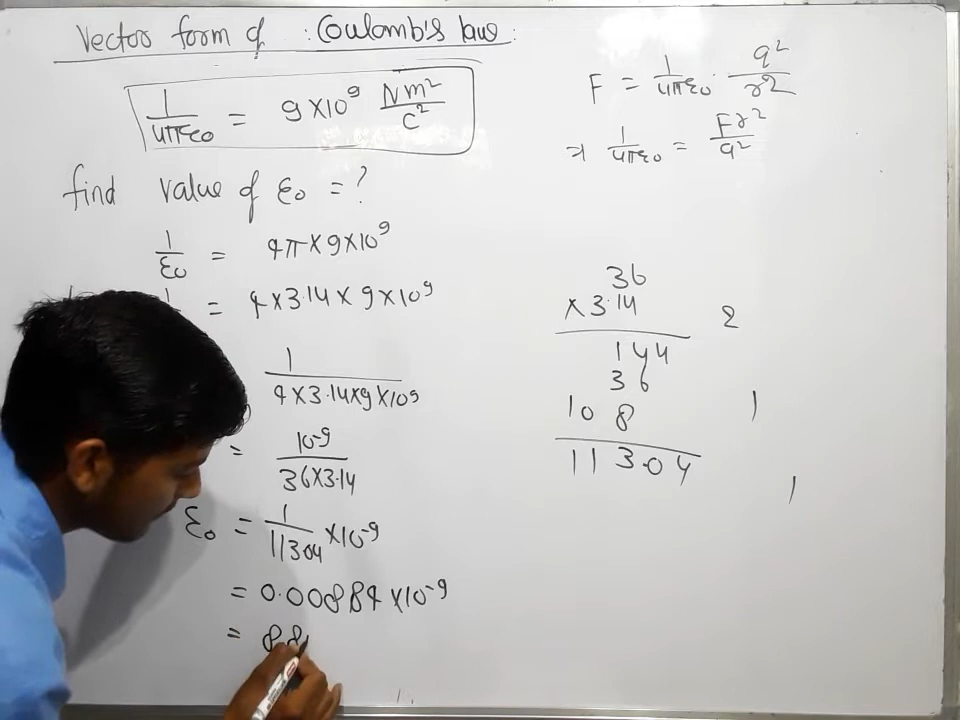 Vector form of : Coulomb's law :
1/4πε₀ = 9×10⁹ Nm²/C²
F = 1/4πε₀ · q²/r²
⇒ 1/4πε₀ = Fr²/q²
find value of ε₀ = ?
1/ε₀ = 4π×9×10⁹
= 4×3.14×9×10⁹
1/4×3.14×9×10⁹
= 10⁻⁹/36×3.14
ε₀ = 1/11304 ×10⁻⁹
= 0.00884×10⁻⁹
= 88
36
×3.14
144
36
108
113.04
2
1
1